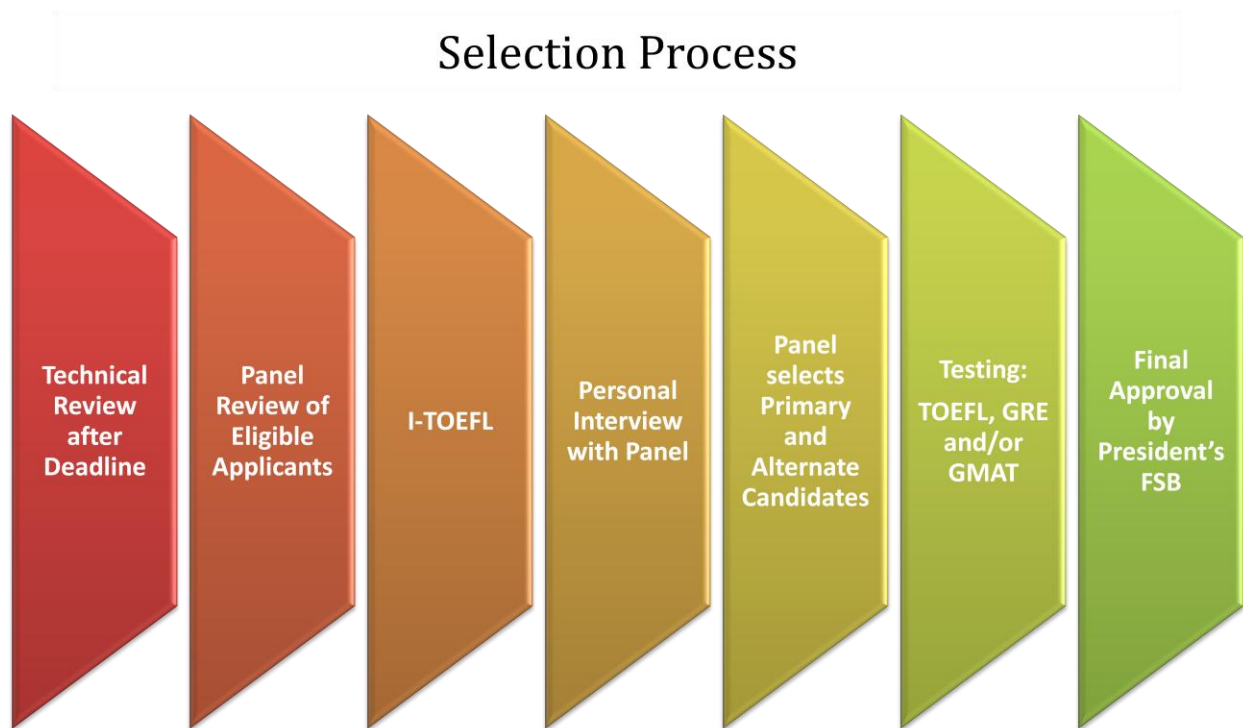 Selection Process
Technical
Review
after
Deadline
Panel
Review of
Eligible
Applicants
I-TOEFL
Personal
Interview
with Panel
Panel
selects
Primary
and
Alternate
Candidates
Testing:
TOEFL, GRE
and/or
GMAT
Final
Approval
by
President’s
FSB